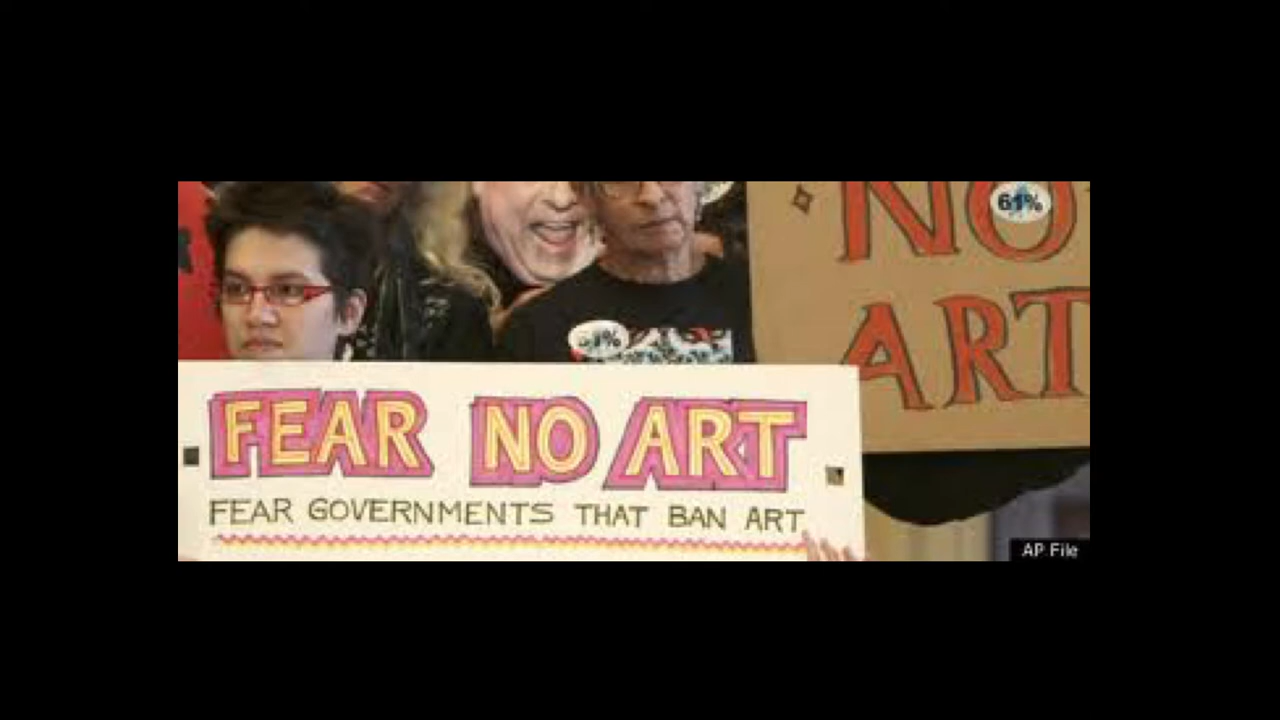 NO
61%
ART
%
FEAR NO ART
FEAR GOVERNMENTS THAT BAN ART
AP File